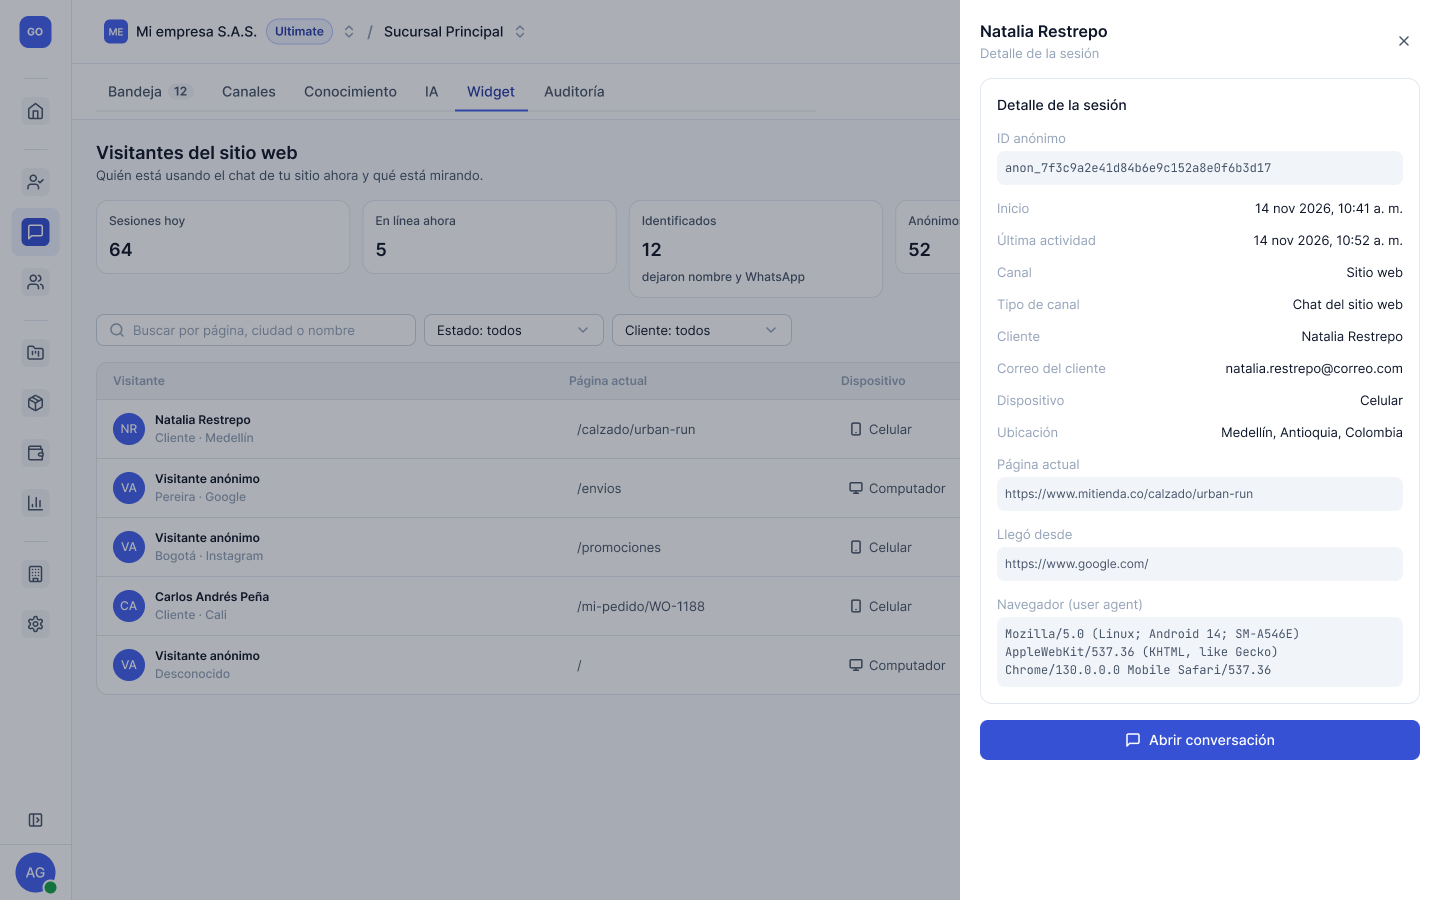 GO
ME Mi empresa S.A.S. Ultimate / Sucursal Principal
Bandeja 12 Canales Conocimiento IA Widget Auditoría
Visitantes del sitio web
Quién está usando el chat de tu sitio ahora y qué está mirando.
Sesiones hoy
64
En línea ahora
5
Identificados
12
dejaron nombre y WhatsApp
52
Buscar por página, ciudad o nombre
Estado: todos
Cliente: todos
Visitante Página actual Dispositivo
NR Natalia Restrepo
Cliente · Medellín
/calzado/urban-run
Celular
VA Visitante anónimo
Pereira · Google
/envios
Computador
VA Visitante anónimo
Bogotá · Instagram
/promociones
Celular
CA Carlos Andrés Peña
Cliente · Cali
/mi-pedido/WO-1188
Celular
VA Visitante anónimo
Desconocido
/
Computador
AG
Natalia Restrepo
Detalle de la sesión
Detalle de la sesión
ID anónimo
anon_7f3c9a2e41d84b6e9c152a8e0f6b3d17
Inicio 14 nov 2026, 10:41 a. m.
Última actividad 14 nov 2026, 10:52 a. m.
Canal Sitio web
Tipo de canal Chat del sitio web
Cliente Natalia Restrepo
Correo del cliente natalia.restrepo@correo.com
Dispositivo Celular
Ubicación Medellín, Antioquia, Colombia
Página actual
https://www.mitienda.co/calzado/urban-run
Llegó desde
https://www.google.com/
Navegador (user agent)
Mozilla/5.0 (Linux; Android 14; SM-A546E)
AppleWebKit/537.36 (KHTML, like Gecko)
Chrome/130.0.0.0 Mobile Safari/537.36
Abrir conversación